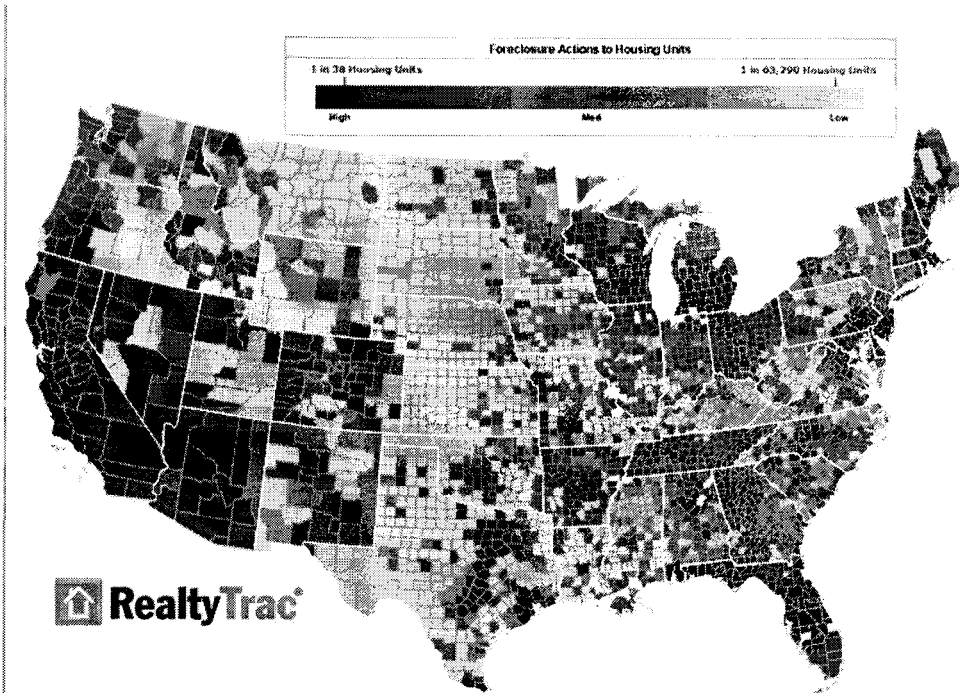 Foreclosure Actions to Housing Units
1 in 38 Housing Units 1 in 63,790 Housing Units
High Med Low
RealtyTrac